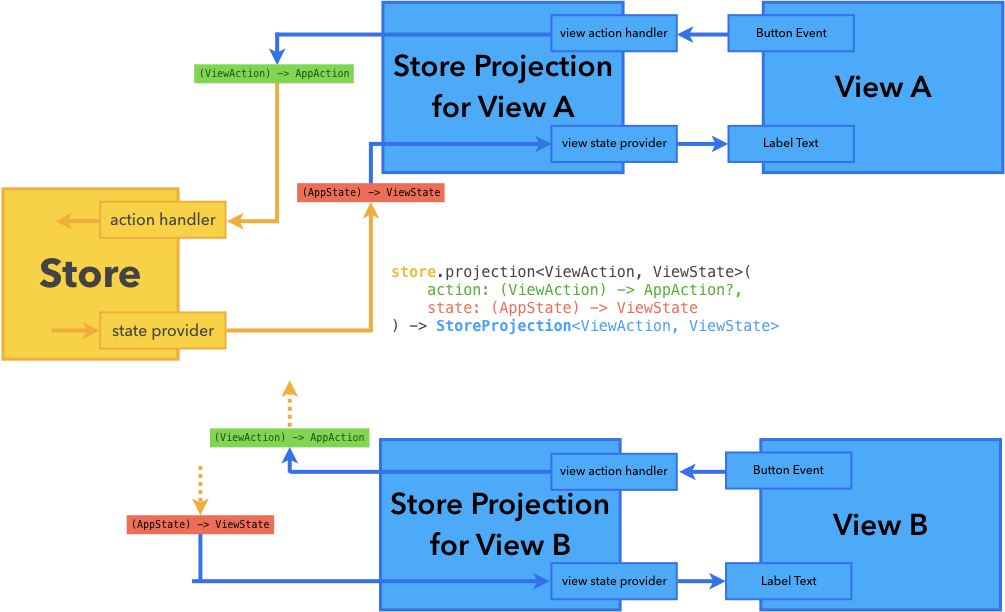 view action handler
Button Event
Store Projection
for View A
View A
(ViewAction) -> AppAction
view state provider
Label Text
(AppState) -> ViewState
action handler
Store
state provider
store.projection<ViewAction, ViewState>(
action: (ViewAction) -> AppAction?,
state: (AppState) -> ViewState
) -> StoreProjection<ViewAction, ViewState>
(ViewAction) -> AppAction
view action handler
Button Event
Store Projection
for View B
View B
(AppState) -> ViewState
view state provider
Label Text